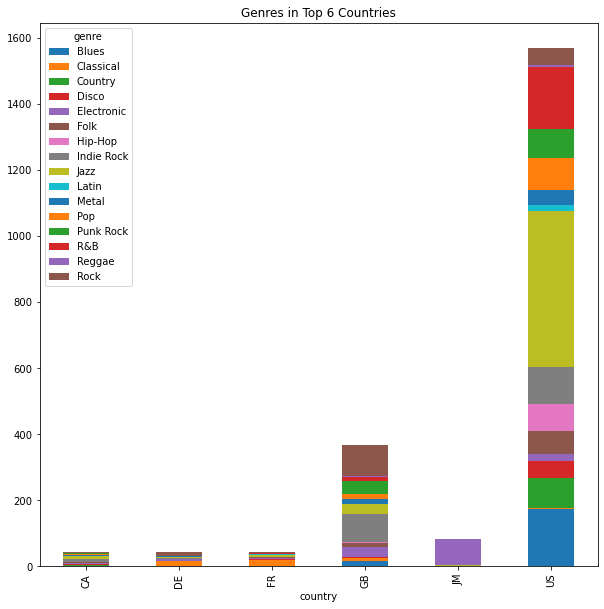 Genres in Top 6 Countries
genre
Blues
Classical
Country
Disco
Electronic
Folk
Hip-Hop
Indie Rock
Jazz
Latin
Metal
Pop
Punk Rock
R&B
Reggae
Rock
1600
1400
1200
1000
800
600
400
200
0
CA
DE
FR
GB
JM
US
country